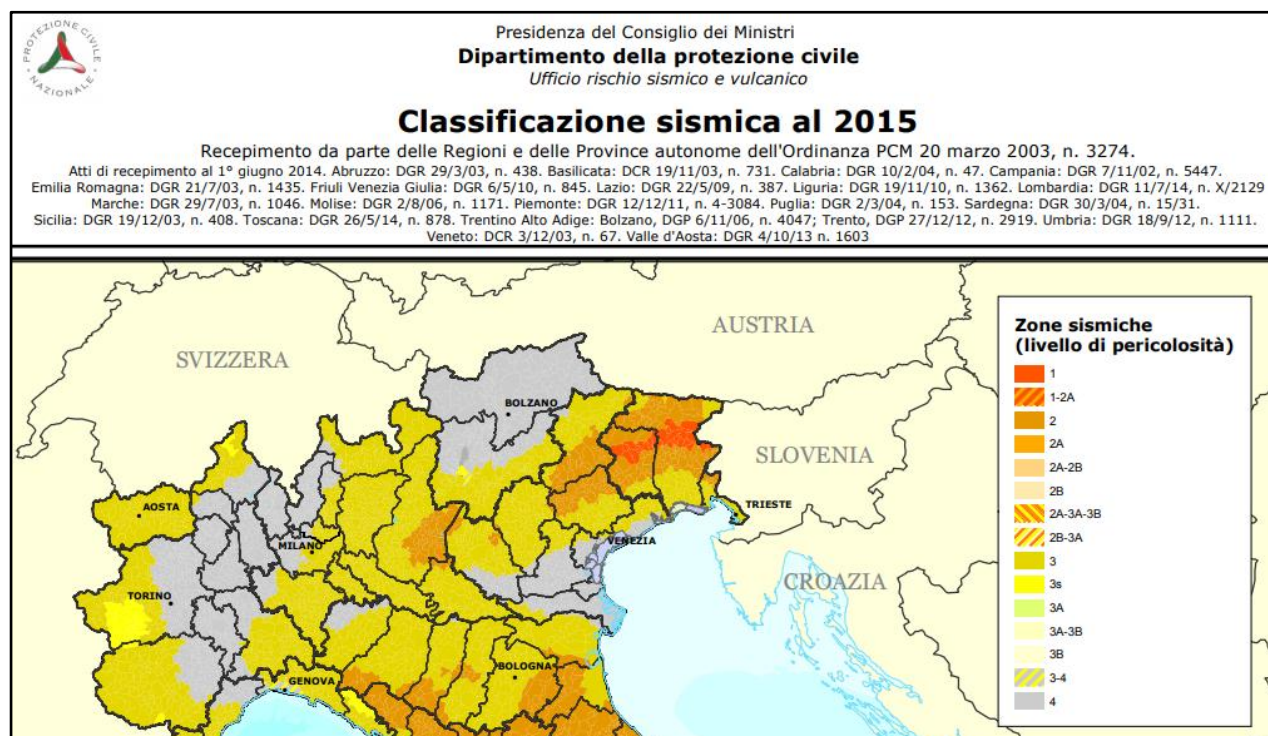 PROTEZIONE CIVILE
NAZIONALE
Presidenza del Consiglio dei Ministri
Dipartimento della protezione civile
Ufficio rischio sismico e vulcanico
Classificazione sismica al 2015
Recepimento da parte delle Regioni e delle Province autonome dell'Ordinanza PCM 20 marzo 2003, n. 3274.
Atti di recepimento al 1° giugno 2014. Abruzzo: DGR 29/3/03, n. 438. Basilicata: DCR 19/11/03, n. 731. Calabria: DGR 10/2/04, n. 47. Campania: DGR 7/11/02, n. 5447.
Emilia Romagna: DGR 21/7/03, n. 1435. Friuli Venezia Giulia: DGR 6/5/10, n. 845. Lazio: DGR 22/5/09, n. 387. Liguria: DGR 19/11/10, n. 1362. Lombardia: DGR 11/7/14, n. X/2129
Marche: DGR 29/7/03, n. 1046. Molise: DGR 2/8/06, n. 1171. Piemonte: DGR 12/12/11, n. 4-3084. Puglia: DGR 2/3/04, n. 153. Sardegna: DGR 30/3/04, n. 15/31.
Sicilia: DGR 19/12/03, n. 408. Toscana: DGR 26/5/14, n. 878. Trentino Alto Adige: Bolzano, DGP 6/11/06, n. 4047; Trento, DGP 27/12/12, n. 2919. Umbria: DGR 18/9/12, n. 1111.
Veneto: DCR 3/12/03, n. 67. Valle d'Aosta: DGR 4/10/13 n. 1603
AUSTRIA
SVIZZERA
BOLZANO
SLOVENIA
AOSTA
TRIESTE
MILANO
VENEZIA
CROAZIA
TORINO
BOLOGNA
GENOVA
Zone sismiche
(livello di pericolosità)
1
1-2A
2
2A
2A-2B
2B
2A-3A-3B
2B-3A
3
3s
3A
3A-3B
3B
3-4
4